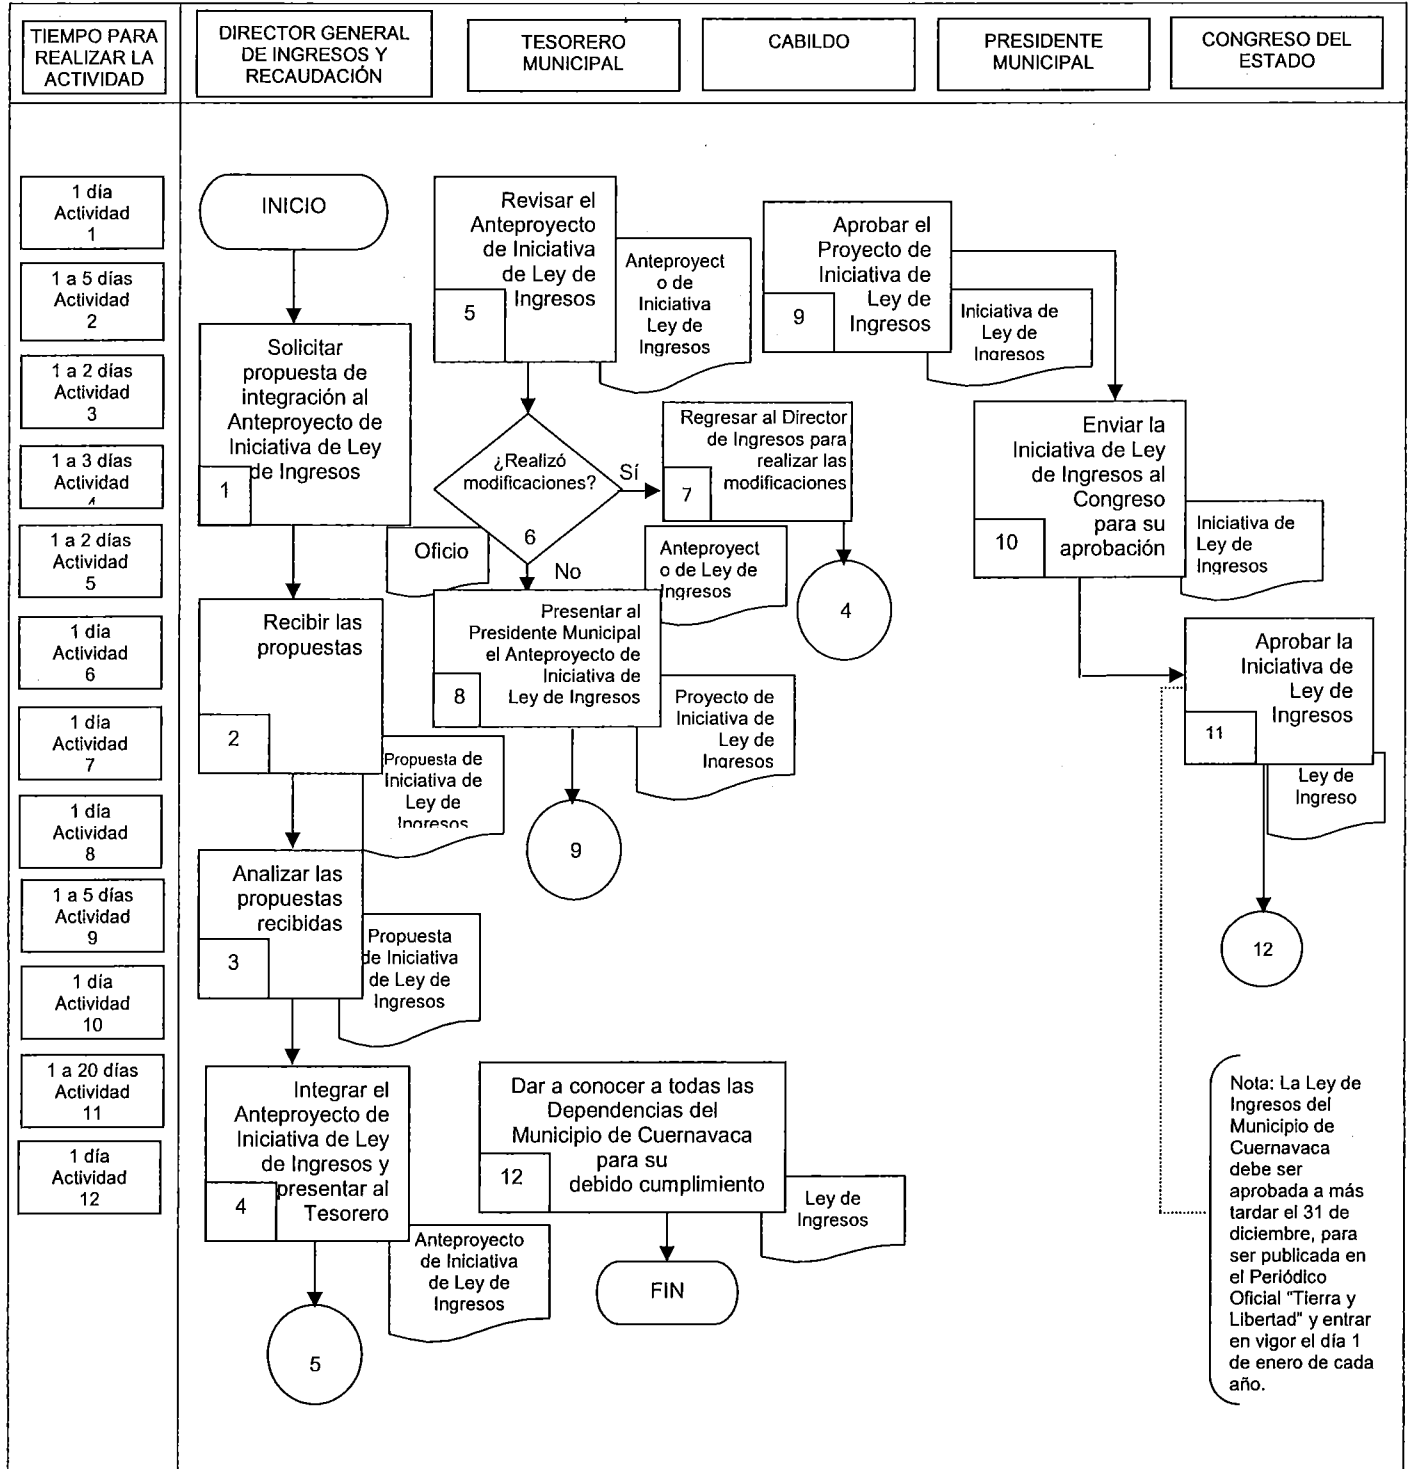 TIEMPO PARA
REALIZAR LA
ACTIVIDAD
DIRECTOR GENERAL
DE INGRESOS Y
RECAUDACIÓN
TESORERO
MUNICIPAL
CABILDO
PRESIDENTE
MUNICIPAL
CONGRESO DEL
ESTADO
1 día
Actividad
1
1 a 5 días
Actividad
2
1 a 2 días
Actividad
3
1 a 3 días
Actividad
4
1 a 2 días
Actividad
5
1 día
Actividad
6
1 día
Actividad
7
1 día
Actividad
8
1 a 5 días
Actividad
9
1 día
Actividad
10
1 a 20 días
Actividad
11
1 día
Actividad
12
INICIO
Solicitar
propuesta de
integración al
Anteproyecto de
Iniciativa de Ley
de Ingresos
1
Oficio
Recibir las
propuestas
2
Propuesta de
Iniciativa de
Ley de
Ingresos
Analizar las
propuestas
recibidas
3
Propuesta
de Iniciativa
de Ley de
Ingresos
Integrar el
Anteproyecto de
Iniciativa de Ley
de Ingresos y
presentar al
Tesorero
4
Anteproyecto
de Iniciativa
de Ley de
Ingresos
5
Revisar el
Anteproyecto
de Iniciativa
de Ley de
Ingresos
5
Anteproyect
o de
Iniciativa
Ley de
Ingresos
¿Realizó
modificaciones?
6
Sí
No
Regresar al Director
de Ingresos para
realizar las
modificaciones
7
Anteproyect
o de Ley de
Ingresos
4
Presentar al
Presidente Municipal
el Anteproyecto de
Iniciativa de
Ley de Ingresos
8
Proyecto de
Iniciativa de
Ley de
Ingresos
9
Aprobar el
Proyecto de
Iniciativa de
Ley de
Ingresos
9
Iniciativa de
Ley de
Ingresos
Enviar la
Iniciativa de Ley
de Ingresos al
Congreso
para su
aprobación
10
Iniciativa de
Ley de
Ingresos
Aprobar la
Iniciativa de
Ley de
Ingresos
11
Ley de
Ingreso
12
Dar a conocer a todas las
Dependencias del
Municipio de Cuernavaca
para su
debido cumplimiento
12
Ley de
Ingresos
FIN
Nota: La Ley de
Ingresos del
Municipio de
Cuernavaca
debe ser
aprobada a más
tardar el 31 de
diciembre, para
ser publicada en
el Periódico
Oficial "Tierra y
Libertad" y entrar
en vigor el día 1
de enero de cada
año.